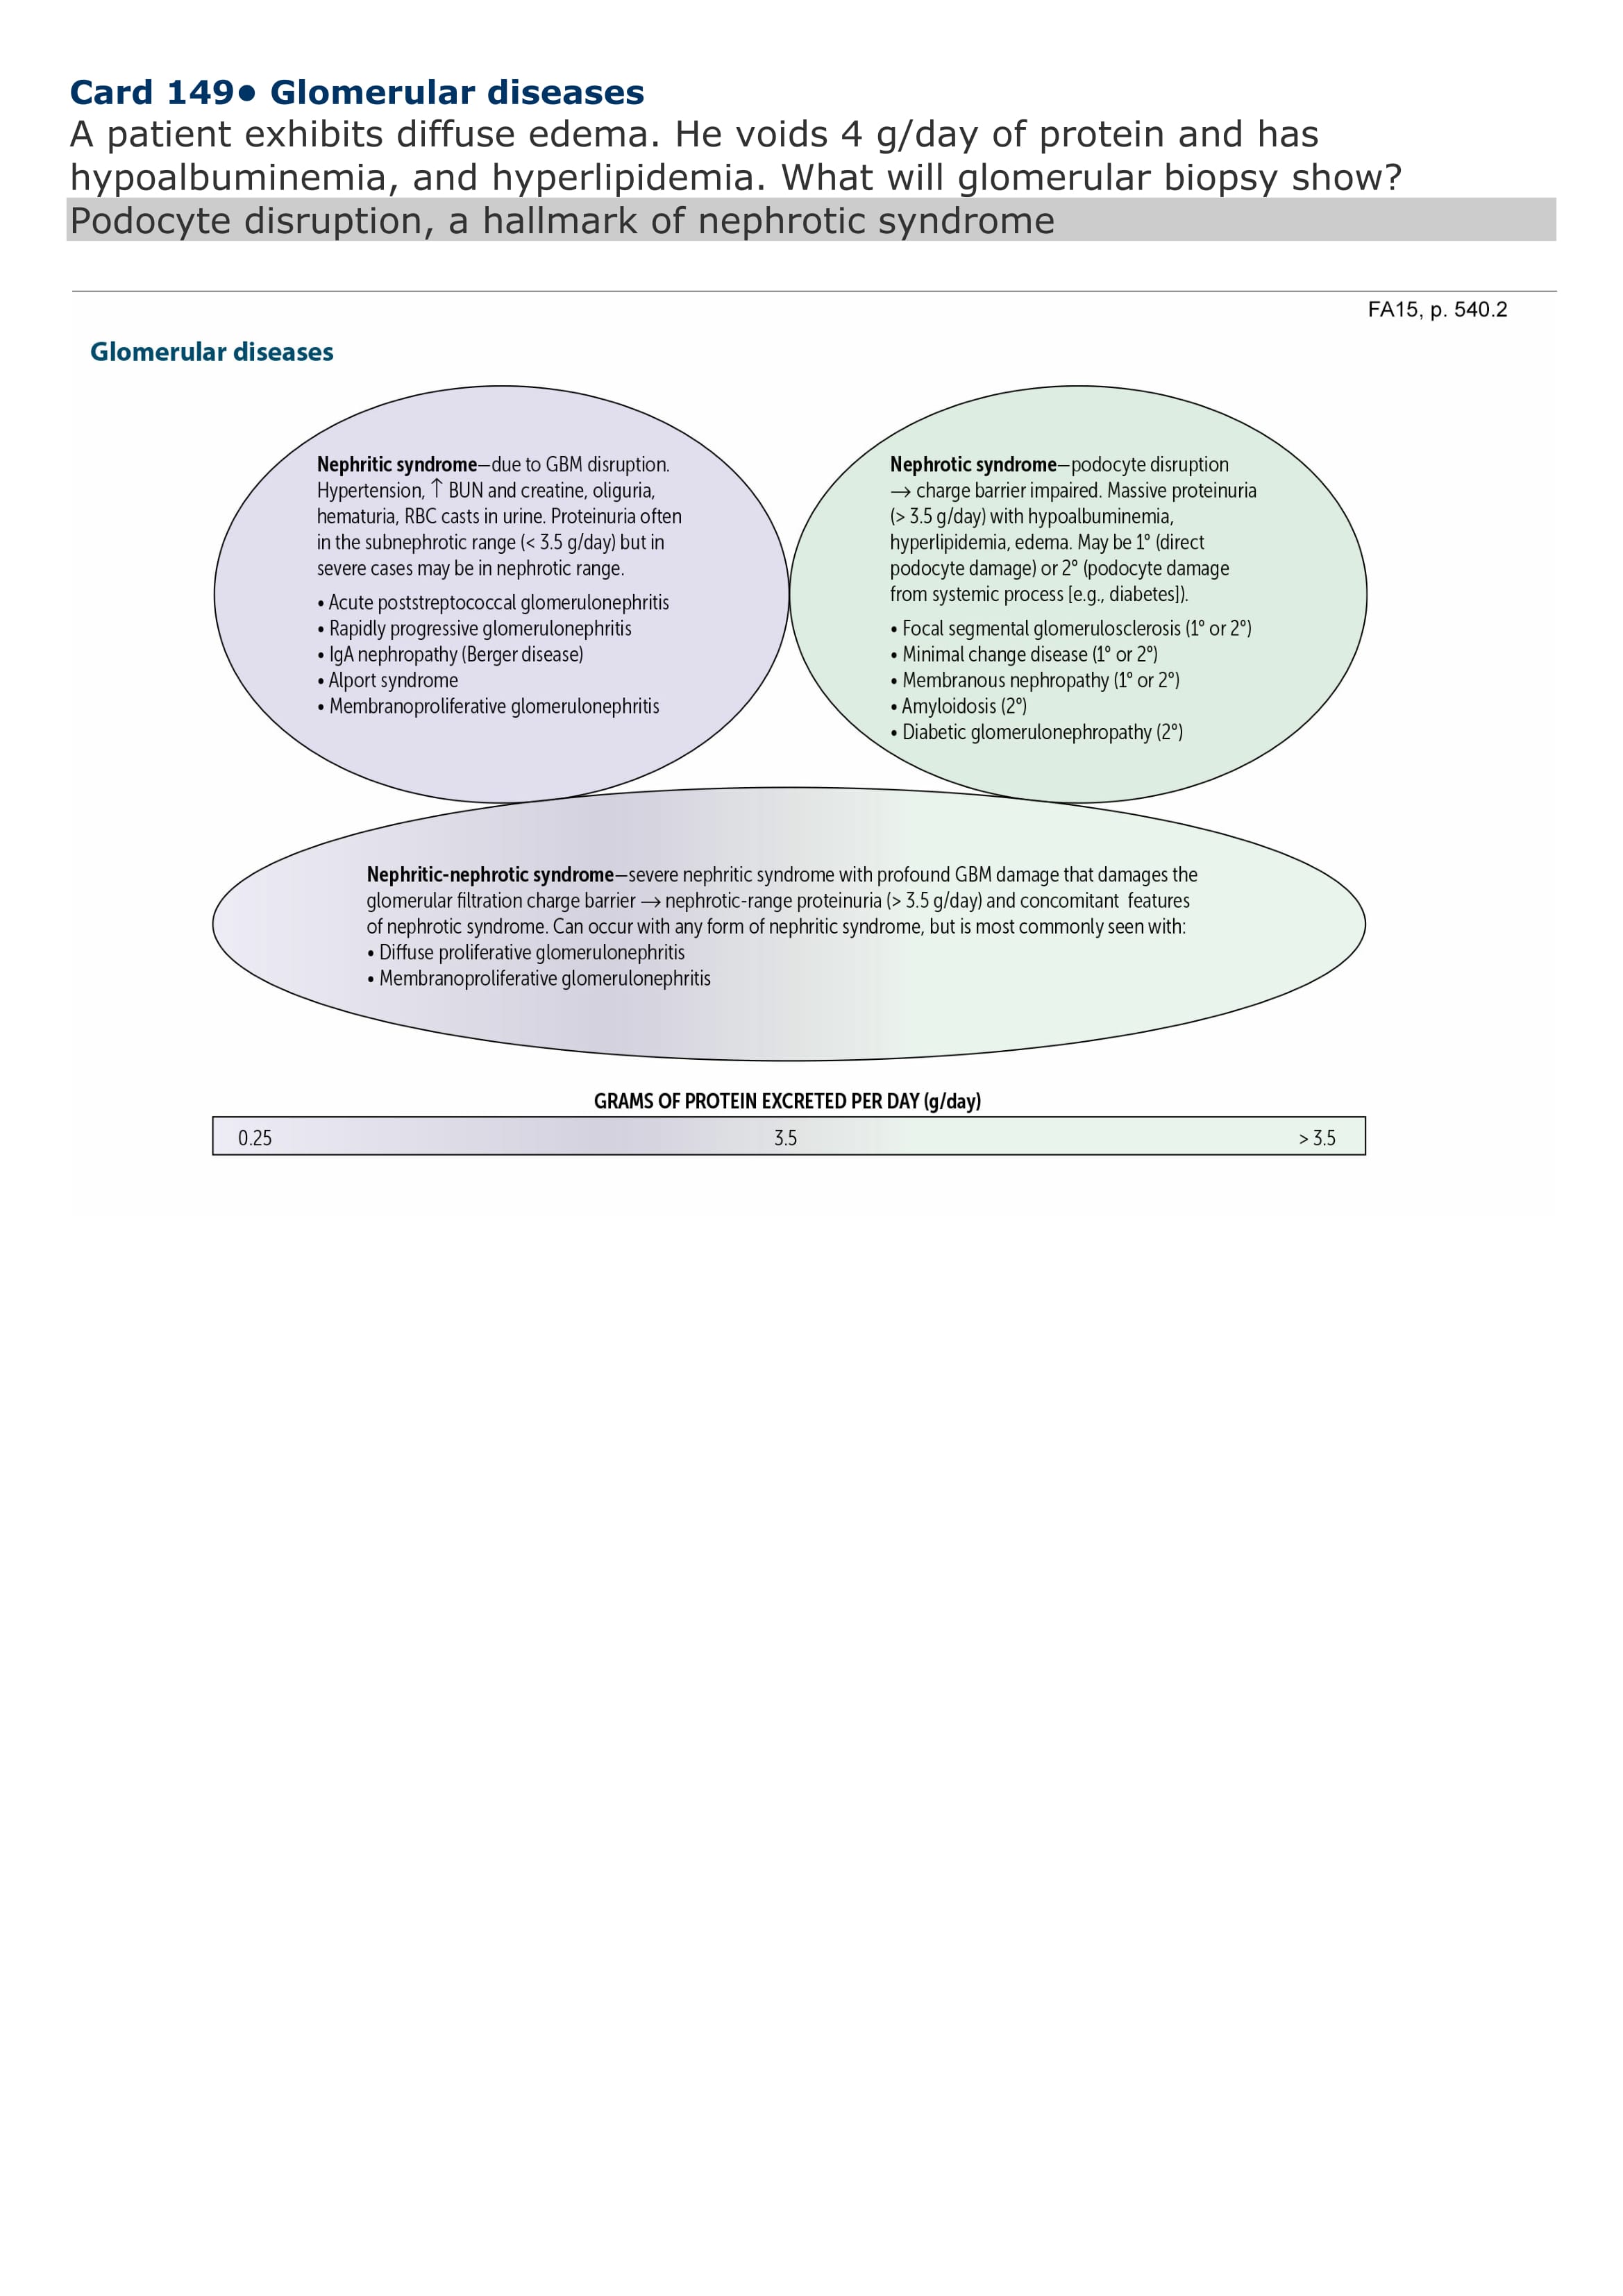 Card 149• Glomerular diseases
A patient exhibits diffuse edema. He voids 4 g/day of protein and has
hypoalbuminemia, and hyperlipidemia. What will glomerular biopsy show?
Podocyte disruption, a hallmark of nephrotic syndrome
FA15, p. 540.2
Glomerular diseases
Nephritic syndrome—due to GBM disruption.
Hypertension, ↑ BUN and creatine, oliguria,
hematuria, RBC casts in urine. Proteinuria often
in the subnephrotic range (< 3.5 g/day) but in
severe cases may be in nephrotic range.
• Acute poststreptococcal glomerulonephritis
• Rapidly progressive glomerulonephritis
• IgA nephropathy (Berger disease)
• Alport syndrome
• Membranoproliferative glomerulonephritis
Nephrotic syndrome—podocyte disruption
→ charge barrier impaired. Massive proteinuria
(> 3.5 g/day) with hypoalbuminemia,
hyperlipidemia, edema. May be 1° (direct
podocyte damage) or 2° (podocyte damage
from systemic process [e.g., diabetes]).
• Focal segmental glomerulosclerosis (1° or 2°)
• Minimal change disease (1° or 2°)
• Membranous nephropathy (1° or 2°)
• Amyloidosis (2°)
• Diabetic glomerulonephropathy (2°)
Nephritic-nephrotic syndrome—severe nephritic syndrome with profound GBM damage that damages the
glomerular filtration charge barrier → nephrotic-range proteinuria (> 3.5 g/day) and concomitant features
of nephrotic syndrome. Can occur with any form of nephritic syndrome, but is most commonly seen with:
• Diffuse proliferative glomerulonephritis
• Membranoproliferative glomerulonephritis
GRAMS OF PROTEIN EXCRETED PER DAY (g/day)
0.25 3.5 > 3.5